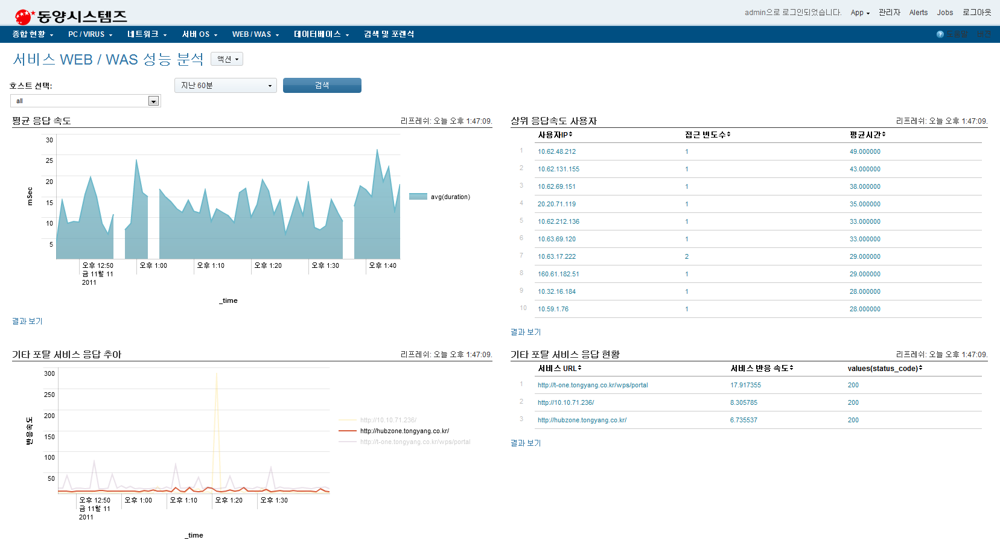 동양시스템즈
admin으로 로그인되었습니다. App 관리자 Alerts Jobs 로그아웃
종합 현황 PC / VIRUS 네트워크 서버 OS WEB / WAS 데이터베이스 검색 및 포렌식 도움말
서비스 WEB / WAS 성능 분석 액션
호스트 선택: 지난 60분 검색
all
평균 응답 속도 리프레쉬: 오늘 오후 1:47:09.
30
25
20
15
10
5
mSec
avg(duration)
오후 12:50 오후 1:00 오후 1:10 오후 1:20 오후 1:30 오후 1:40
금 11월 11
2011
_time
결과 보기
상위 응답속도 사용자 리프레쉬: 오늘 오후 1:47:09.
사용자IP 접근 빈도수 평균시간
1 10.62.48.212 1 49.000000
2 10.62.131.155 1 43.000000
3 10.62.69.151 1 38.000000
4 20.20.71.119 1 35.000000
5 10.62.212.136 1 33.000000
6 10.63.69.120 1 33.000000
7 10.63.17.222 2 29.000000
8 160.61.182.51 1 29.000000
9 10.32.16.184 1 28.000000
10 10.59.1.76 1 28.000000
결과 보기
기타 포탈 서비스 응답 추아 리프레쉬: 오늘 오후 1:47:09.
300
250
200
150
100
50
반응속도
http://10.10.71.236/
http://hubzone.tongyang.co.kr/
http://t-one.tongyang.co.kr/wps/portal
오후 12:50 오후 1:00 오후 1:10 오후 1:20 오후 1:30
금 11월 11
2011
_time
기타 포탈 서비스 응답 현황 리프레쉬: 오늘 오후 1:47:09.
서비스 URL 서비스 반응 속도 values(status_code)
1 http://t-one.tongyang.co.kr/wps/portal 17.917355 200
2 http://10.10.71.236/ 8.305785 200
3 http://hubzone.tongyang.co.kr/ 6.735537 200
결과 보기